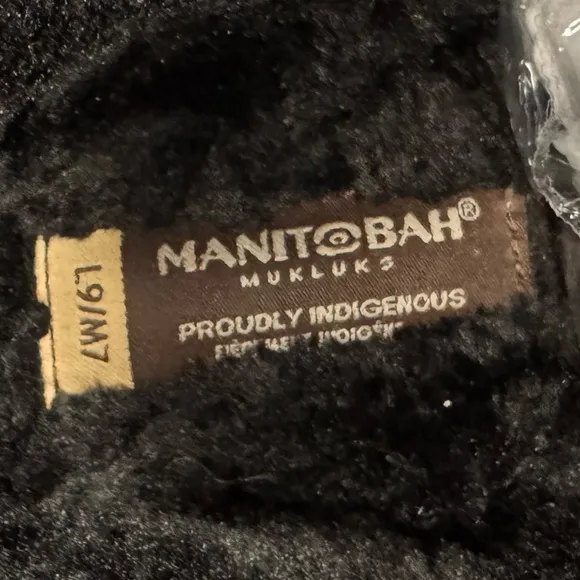 L9/M7
MANITOBAH®
MUKLUKS
PROUDLY INDIGENOUS